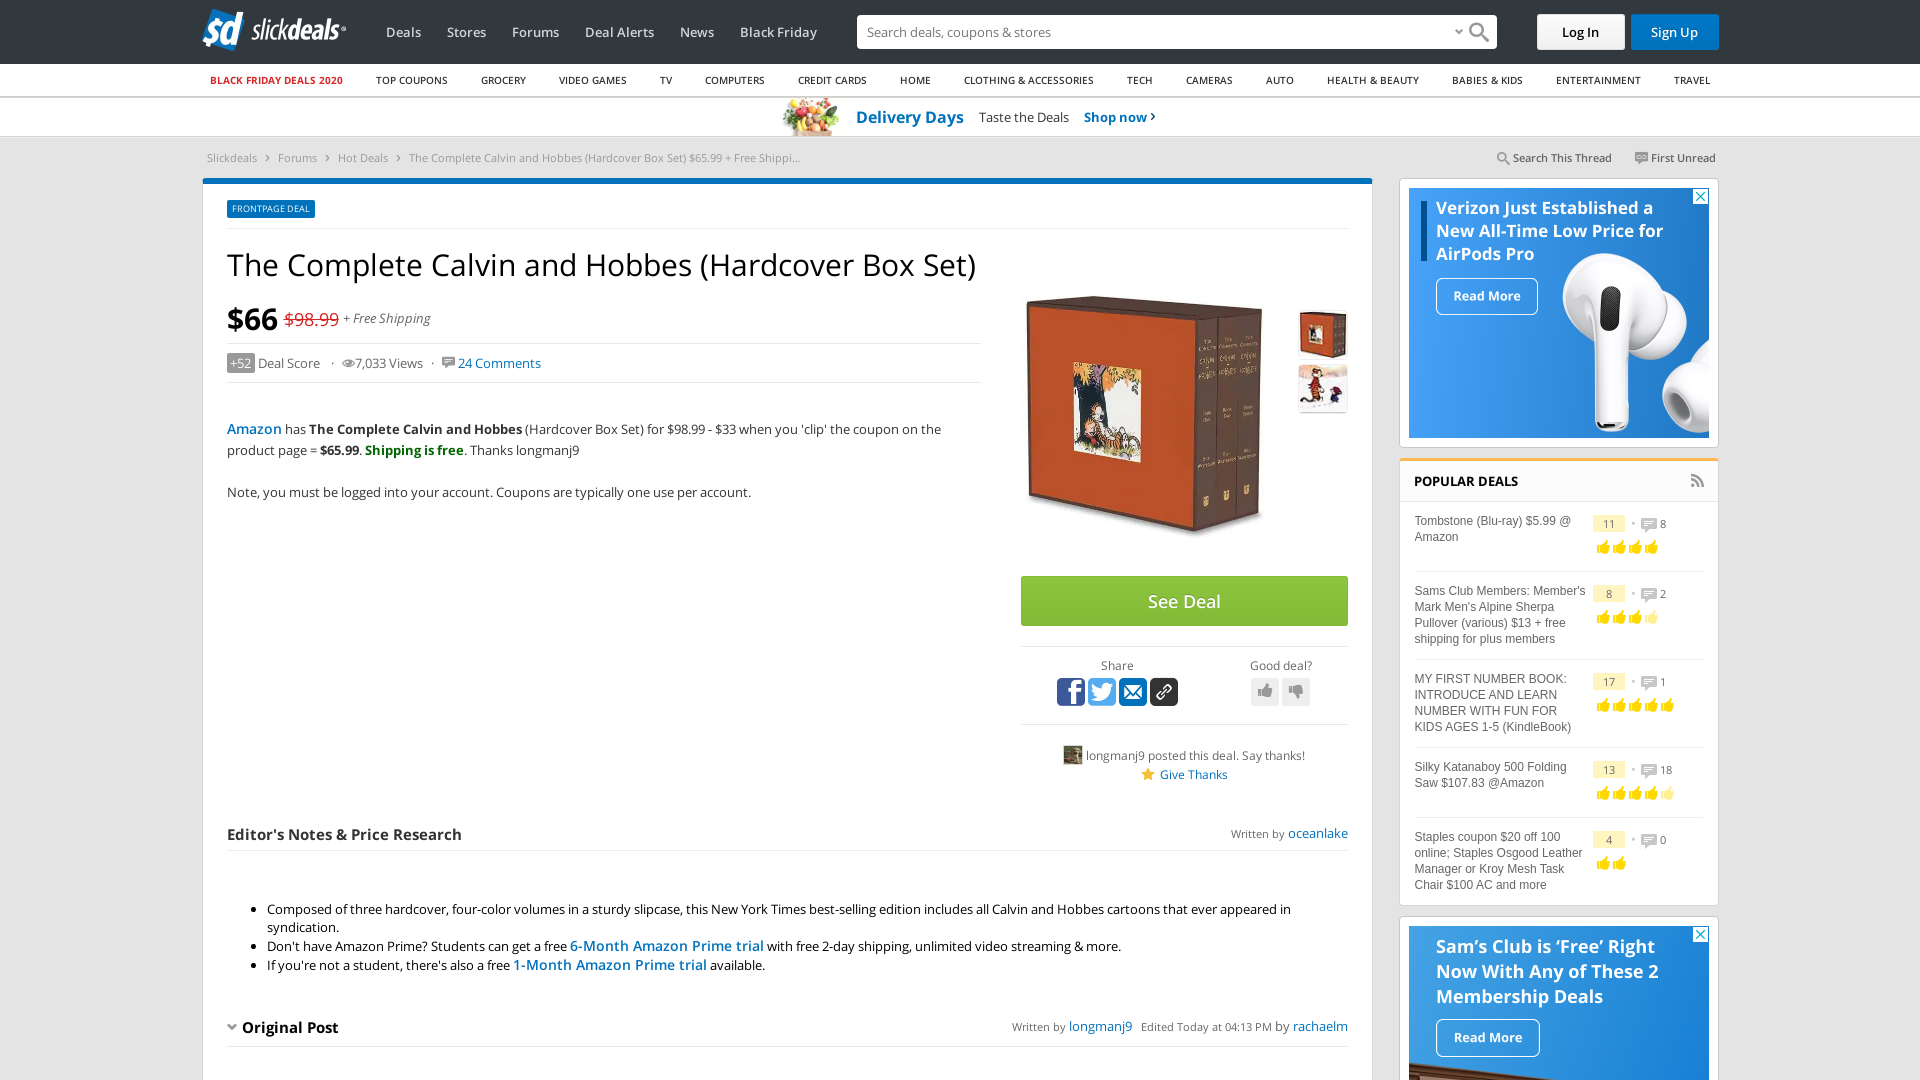 sd slickdeals
Deals Stores Forums Deal Alerts News Black Friday
Search deals, coupons & shares
Log In Sign Up
BLACK FRIDAY DEALS 2020 TOP COUPONS GROCERY VIDEO GAMES TV COMPUTERS CREDIT CARDS HOME CLOTHING & ACCESSORIES TECH CAMERAS AUTO HEALTH & BEAUTY BABIES & KIDS ENTERTAINMENT TRAVEL
Delivery Days Taste the Deals Shop now ›
Slickdeals › Forums › Hot Deals › The Complete Calvin and Hobbes (Hardcover Box Set) $65.99 + Free Shippi...
Search This Thread First Unread
FRONTPAGE DEAL
The Complete Calvin and Hobbes (Hardcover Box Set)
$66 $98.99 + Free Shipping
+52 Deal Score · 7,033 Views · 24 Comments
Amazon has The Complete Calvin and Hobbes (Hardcover Box Set) for $98.99 - $33 when you 'clip' the coupon on the
product page = $65.99. Shipping is free. Thanks longmanj9
Note, you must be logged into your account. Coupons are typically one use per account.
See Deal
Share Good deal?
longmanj9 posted this deal. Say thanks!
Give Thanks
Editor's Notes & Price Research
Written by oceanlake
• Composed of three hardcover, four-color volumes in a sturdy slipcase, this New York Times best-selling edition includes all Calvin and Hobbes cartoons that ever appeared in
syndication.
• Don't have Amazon Prime? Students can get a free 6-Month Amazon Prime trial with free 2-day shipping, unlimited video streaming & more.
• If you're not a student, there's also a free 1-Month Amazon Prime trial available.
Original Post
Written by longmanj9 Edited Today at 04:13 PM by rachaelm
Verizon Just Established a
New All-Time Low Price for
AirPods Pro
Read More
POPULAR DEALS
Tombstone (Blu-ray) $5.99 @
Amazon
11 • 8
Sams Club Members: Member's
Mark Men's Alpine Sherpa
Pullover (various) $13 + free
shipping for plus members
8 • 2
MY FIRST NUMBER BOOK:
INTRODUCE AND LEARN
NUMBER WITH FUN FOR
KIDS AGES 1-5 (KindleBook)
17 • 1
Silky Katanaboy 500 Folding
Saw $107.83 @Amazon
13 • 18
Staples coupon $20 off 100
online; Staples Osgood Leather
Manager or Kroy Mesh Task
Chair $100 AC and more
4 • 0
Sam's Club is ‘Free’ Right
Now With Any of These 2
Membership Deals
Read More